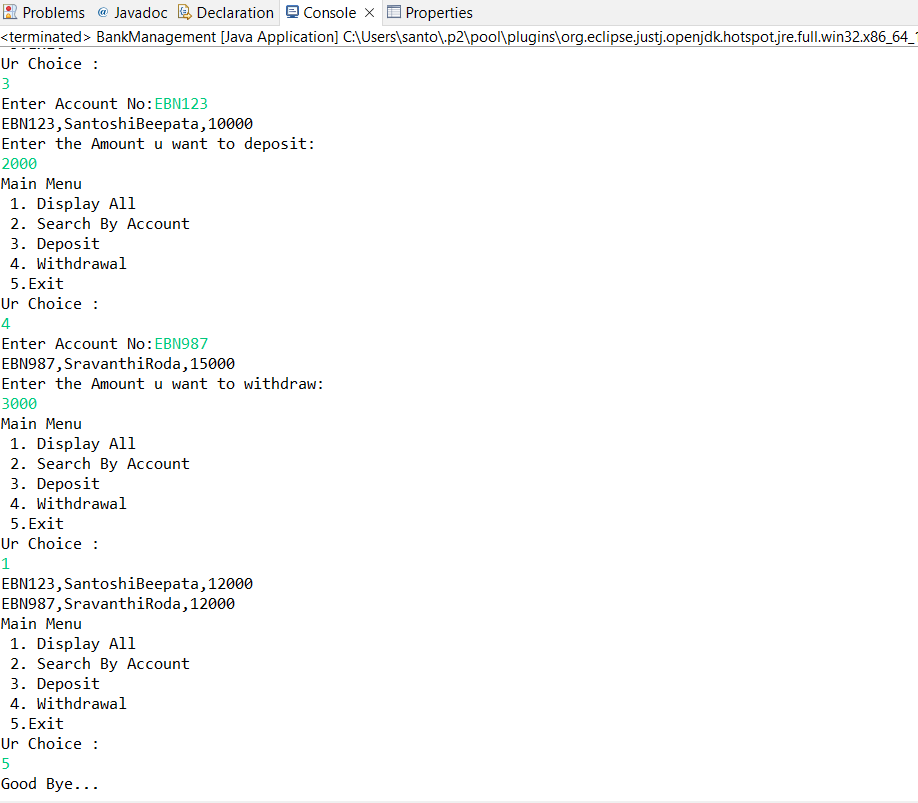 Problems @ Javadoc Declaration Console Properties
<terminated> BankManagement [Java Application] C:\Users\santo\.p2\pool\plugins\org.eclipse.justj.openjdk.hotspot.jre.full.win32.x86_64_
Ur Choice :
3
Enter Account No:EBN123
EBN123,SantoshiBeepata,10000
Enter the Amount u want to deposit:
2000
Main Menu
1. Display All
2. Search By Account
3. Deposit
4. Withdrawal
5.Exit
Ur Choice :
4
Enter Account No:EBN987
EBN987,SravanthiRoda,15000
Enter the Amount u want to withdraw:
3000
Main Menu
1. Display All
2. Search By Account
3. Deposit
4. Withdrawal
5.Exit
Ur Choice :
1
EBN123,SantoshiBeepata,12000
EBN987,SravanthiRoda,12000
Main Menu
1. Display All
2. Search By Account
3. Deposit
4. Withdrawal
5.Exit
Ur Choice :
5
Good Bye...